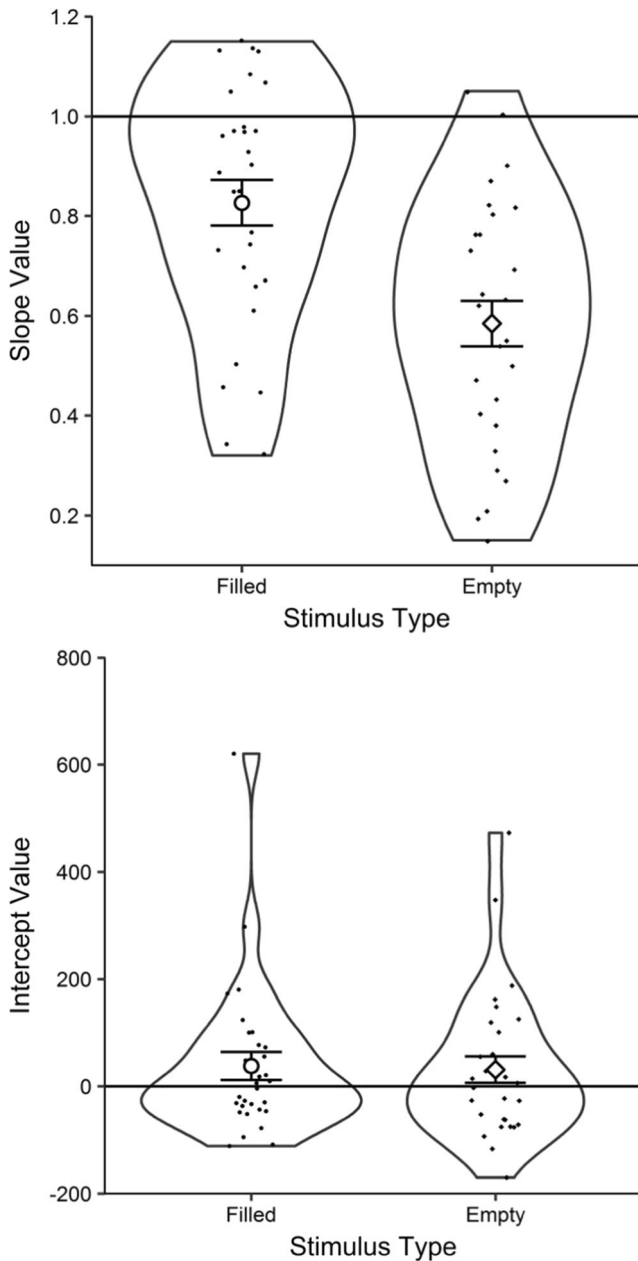 1.2
1.0
0.8
0.6
0.4
0.2
Slope Value
Filled Empty
Stimulus Type
800
600
400
200
0
-200
Intercept Value
Filled Empty
Stimulus Type